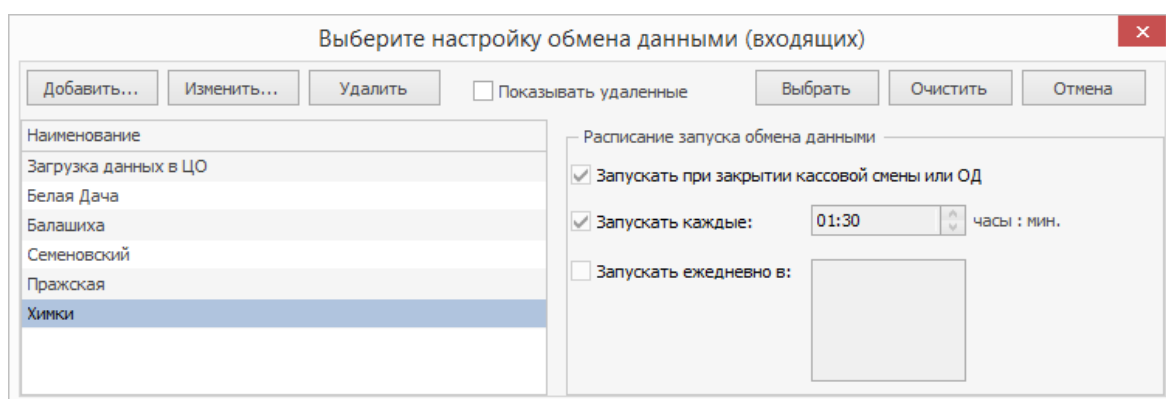 Выберите настройку обмена данными (входящих)
Добавить... Изменить... Удалить Показывать удаленные Выбрать Очистить Отмена
Наименование
Загрузка данных в ЦО
Белая Дача
Балашиха
Семеновский
Пражская
Химки
Расписание запуска обмена данными
Запускать при закрытии кассовой смены или ОД
Запускать каждые: 01:30 часы : мин.
Запускать ежедневно в: